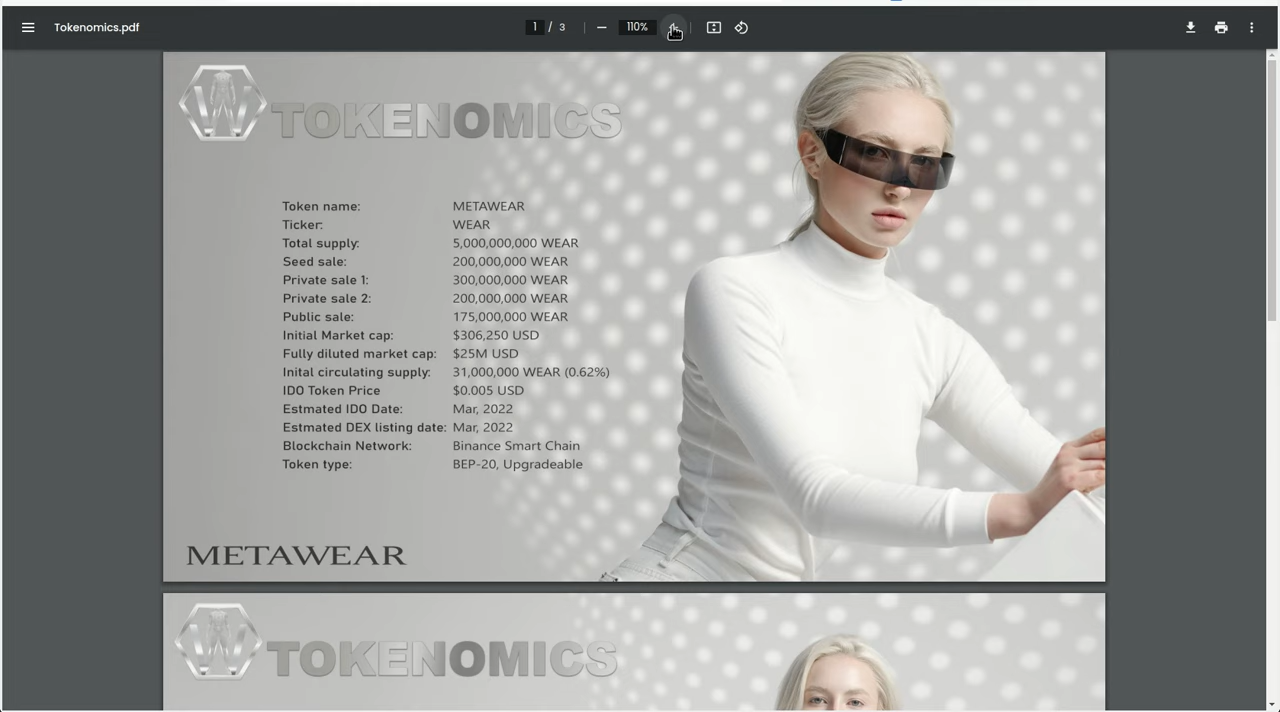 Tokenomics.pdf
1 / 3
110%
TOKENOMICS
Token name: METAWEAR
Ticker: WEAR
Total supply: 5,000,000,000 WEAR
Seed sale: 200,000,000 WEAR
Private sale 1: 300,000,000 WEAR
Private sale 2: 200,000,000 WEAR
Public sale: 175,000,000 WEAR
Initial Market cap: $306,250 USD
Fully diluted market cap: $25M USD
Inital circulating supply: 31,000,000 WEAR (0.62%)
IDO Token Price $0.005 USD
Estmated IDO Date: Mar, 2022
Estmated DEX listing date: Mar, 2022
Blockchain Network: Binance Smart Chain
Token type: BEP-20, Upgradeable
METAWEAR
TOKENOMICS